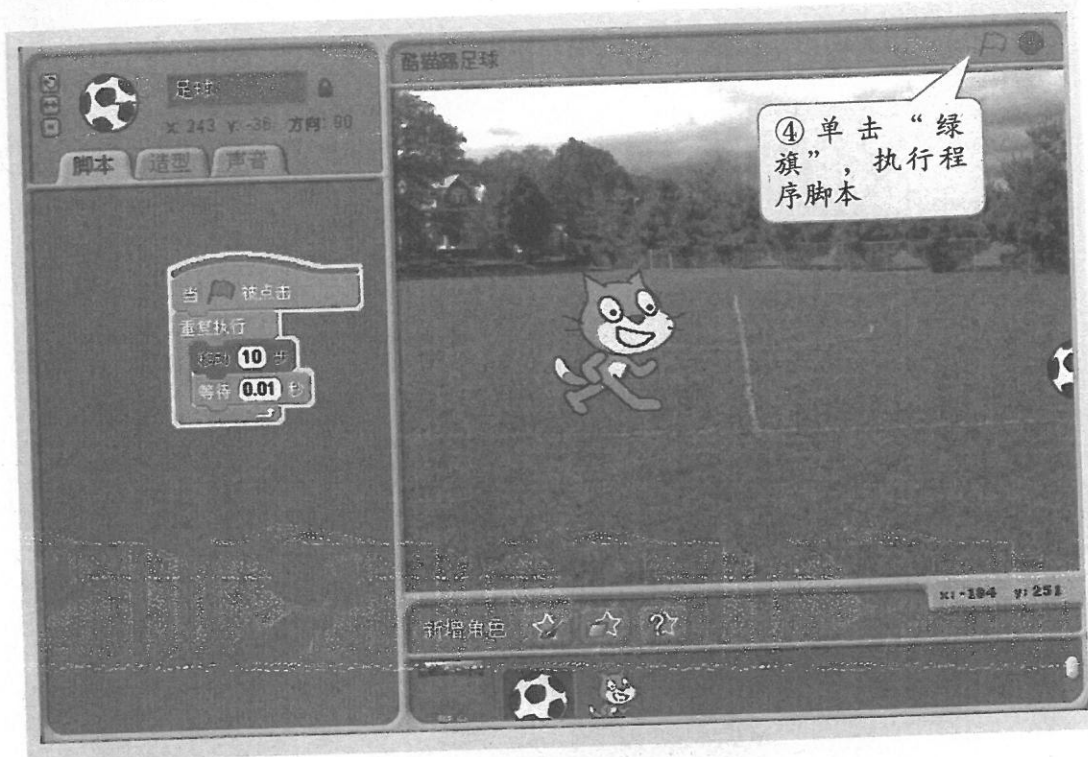 足球
x: 243 y: -36 方向: 90
脚本 造型 声音
当 被点击
重复执行
移动 10 步
等待 0.01 秒
酷猫踢足球
④ 单击“绿
旗”，执行程
序脚本
x: -184 y: 251
新增角色